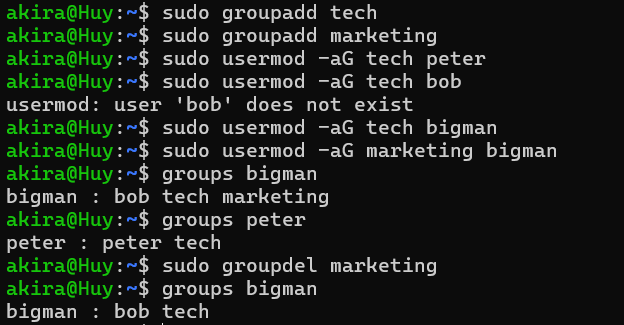 akira@Huy:~$ sudo groupadd tech
akira@Huy:~$ sudo groupadd marketing
akira@Huy:~$ sudo usermod -aG tech peter
akira@Huy:~$ sudo usermod -aG tech bob
usermod: user 'bob' does not exist
akira@Huy:~$ sudo usermod -aG tech bigman
akira@Huy:~$ sudo usermod -aG marketing bigman
akira@Huy:~$ groups bigman
bigman : bob tech marketing
akira@Huy:~$ groups peter
peter : peter tech
akira@Huy:~$ sudo groupdel marketing
akira@Huy:~$ groups bigman
bigman : bob tech